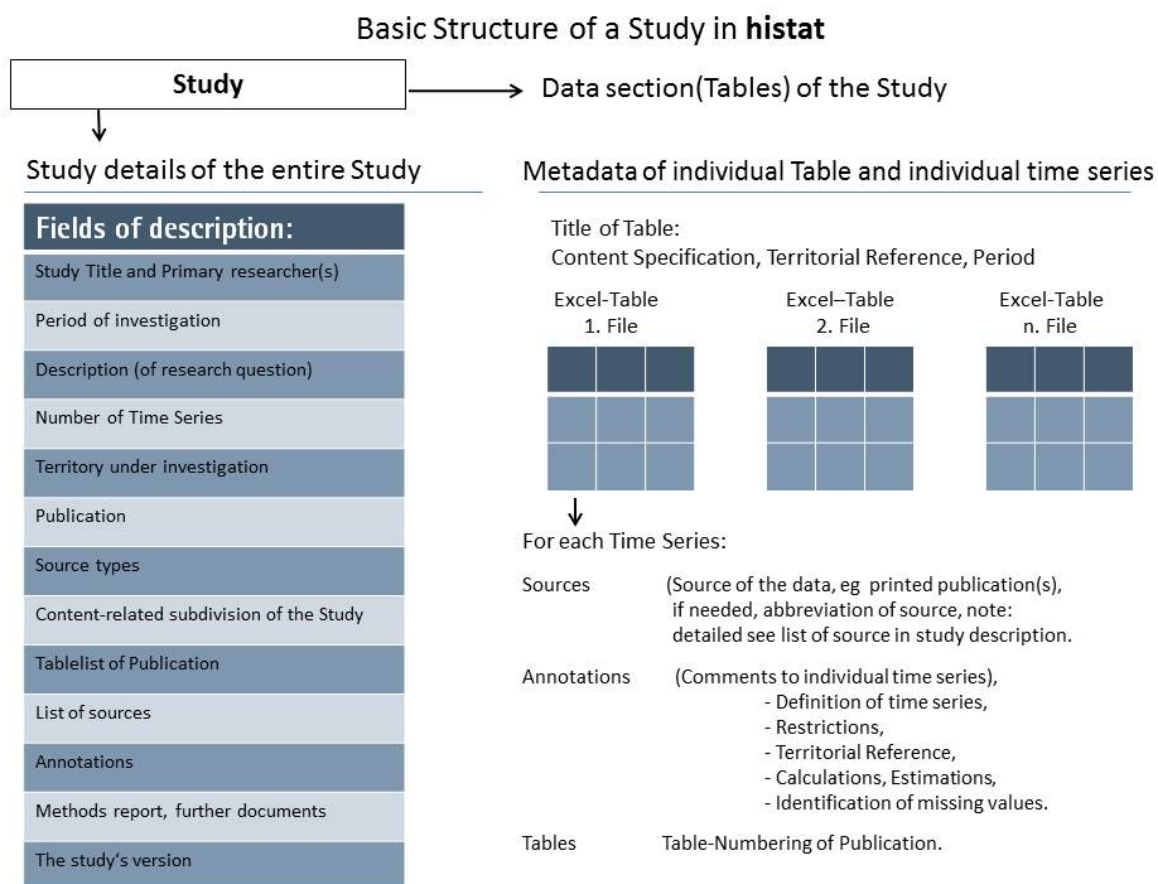 Basic Structure of a Study in histat
Study
Data section(Tables) of the Study
Study details of the entire Study
Fields of description:
Study Title and Primary researcher(s)
Period of investigation
Description (of research question)
Number of Time Series
Territory under investigation
Publication
Source types
Content-related subdivision of the Study
Tablelist of Publication
List of sources
Annotations
Methods report, further documents
The study's version
Metadata of individual Table and individual time series
Title of Table:
Content Specification, Territorial Reference, Period
Excel-Table
1. File
Excel–Table
2. File
Excel-Table
n. File
For each Time Series:
Sources (Source of the data, eg printed publication(s),
if needed, abbreviation of source, note:
detailed see list of source in study description.
Annotations (Comments to individual time series),
- Definition of time series,
- Restrictions,
- Territorial Reference,
- Calculations, Estimations,
- Identification of missing values.
Tables Table-Numbering of Publication.